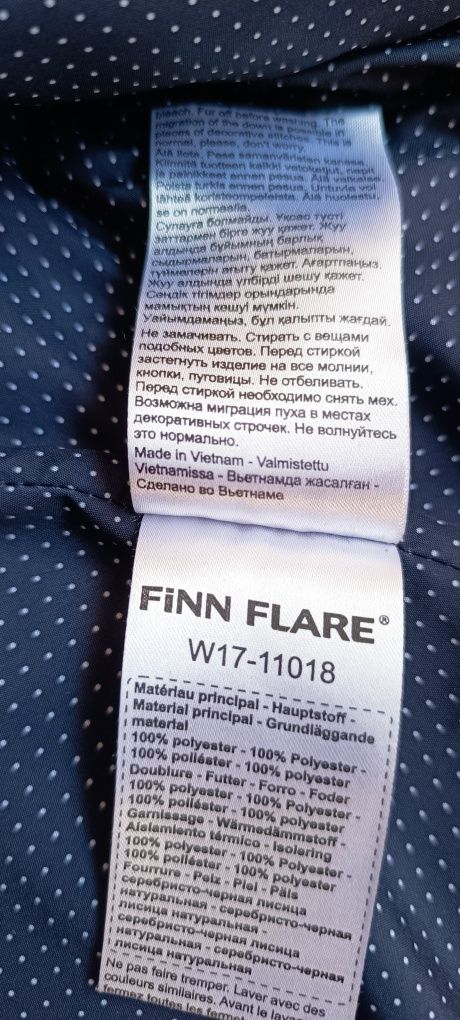 bleach. Fur off before washing. The
migration of the down is possible in
places of decorative stitches. This is
normal, please, don't worry.
Älä liota. Pese samanväristen kanssa.
Kiinnitä tuotteen kaikki vetoketjut, napit
ja painikkeet ennen pesua. Älä valkaise.
Poista turkis ennen pesua. Untuvia voi
lähteä koristeompeleista. Älä huolestu,
se on normaalia.
Сулауға болмайды. Ұқсас түсті
заттармен бірге жуу қажет. Жуу
алдында бұйымның барлық
сыдырмаларын, батырмаларын,
түймелерін ағыту қажет. Ағартпаңыз.
Жуу алдында үлбірді шешу қажет.
Сәндік тігімдер орындарында
мамықтың көшуі мүмкін.
Уайымдамаңыз, бұл қалыпты жағдай.
Не замачивать. Стирать с вещами
подобных цветов. Перед стиркой
застегнуть изделие на все молнии,
кнопки, пуговицы. Не отбеливать.
Перед стиркой необходимо снять мех.
Возможна миграция пуха в местах
декоративных строчек. Не волнуйтесь
это нормально.
Made in Vietnam - Valmistettu
Vietnamissa - Вьетнамда жасалған -
Сделано во Вьетнаме
FiNN FLARE®
W17-11018
Matériau principal - Hauptstoff -
Material principal - Grundläggande
material
100% polyester - 100% Polyester -
100% poliéster - 100% polyester
Doublure - Futter - Forro - Foder
100% polyester - 100% Polyester -
100% poliéster - 100% polyester
Garnissage - Wärmedämmstoff -
Aislamiento térmico - Isolering
100% polyester - 100% Polyester -
100% poliéster - 100% polyester
Fourrure - Pelz - Piel - Päls
серебристо-черная лисица
натуральная - серебристо-черная
лисица натуральная -
серебристо-черная лисица
натуральная - серебристо-черная
лисица натуральная
Ne pas faire tremper. Laver avec des
couleurs similaires. Avant le lavage
fermez toutes les